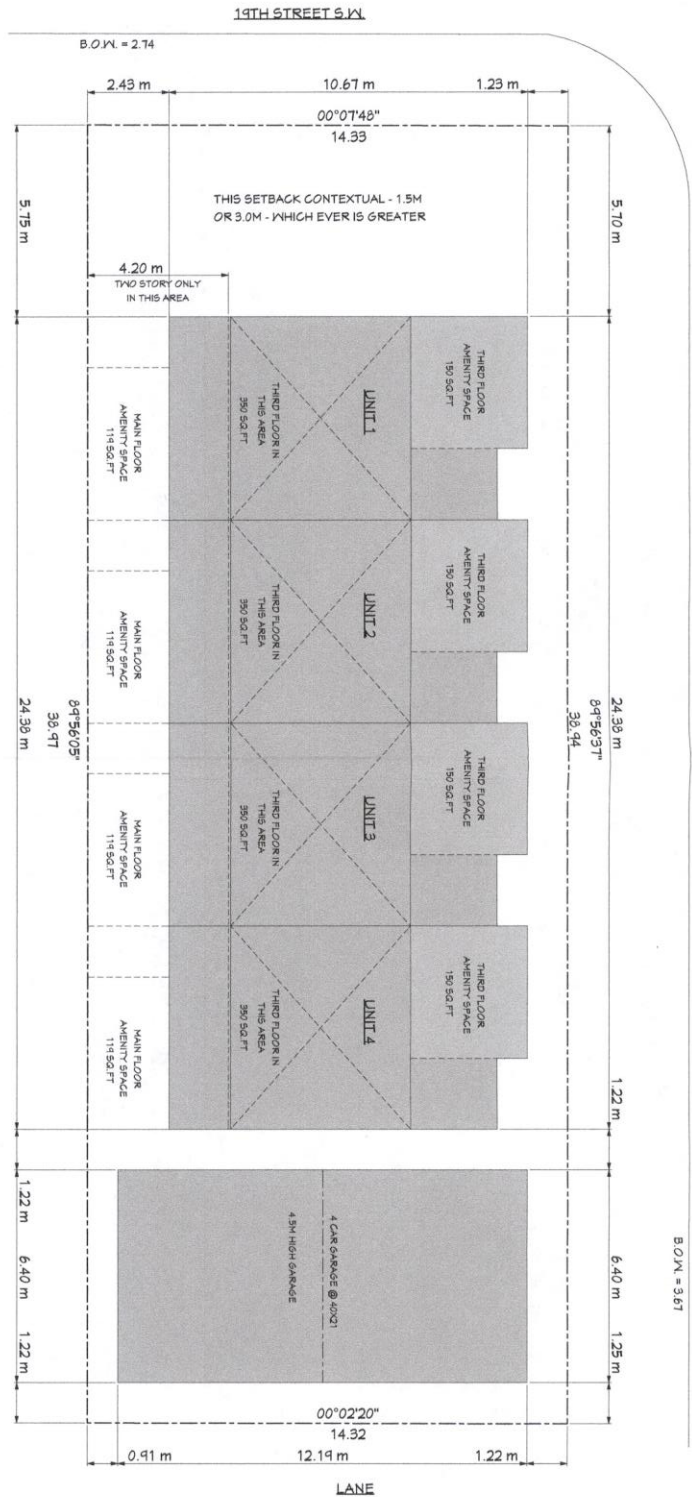 19TH STREET S.W.
B.O.W. = 2.74
2.43 m
10.67 m
1.23 m
00°07'48"
14.33
5.75 m
THIS SETBACK CONTEXTUAL - 1.5M
OR 3.0M - WHICH EVER IS GREATER
5.70 m
4.20 m
TWO STORY ONLY
IN THIS AREA
MAIN FLOOR
AMENITY SPACE
119 SQ.FT
THIRD FLOOR IN
THIS AREA
350 SQ.FT
UNIT 1
THIRD FLOOR
AMENITY SPACE
150 SQ.FT
MAIN FLOOR
AMENITY SPACE
119 SQ.FT
THIRD FLOOR IN
THIS AREA
350 SQ.FT
UNIT 2
THIRD FLOOR
AMENITY SPACE
150 SQ.FT
24.38 m
38.97
89°56'05"
MAIN FLOOR
AMENITY SPACE
119 SQ.FT
THIRD FLOOR IN
THIS AREA
350 SQ.FT
UNIT 3
THIRD FLOOR
AMENITY SPACE
150 SQ.FT
38.94
89°56'37"
24.38 m
MAIN FLOOR
AMENITY SPACE
119 SQ.FT
THIRD FLOOR IN
THIS AREA
350 SQ.FT
UNIT 4
THIRD FLOOR
AMENITY SPACE
150 SQ.FT
1.22 m
1.22 m
6.40 m
1.22 m
4.5M HIGH GARAGE
4 CAR GARAGE @ 40X21
6.40 m
1.25 m
B.O.W. = 3.67
00°02'20"
14.32
0.91 m
12.19 m
1.22 m
LANE